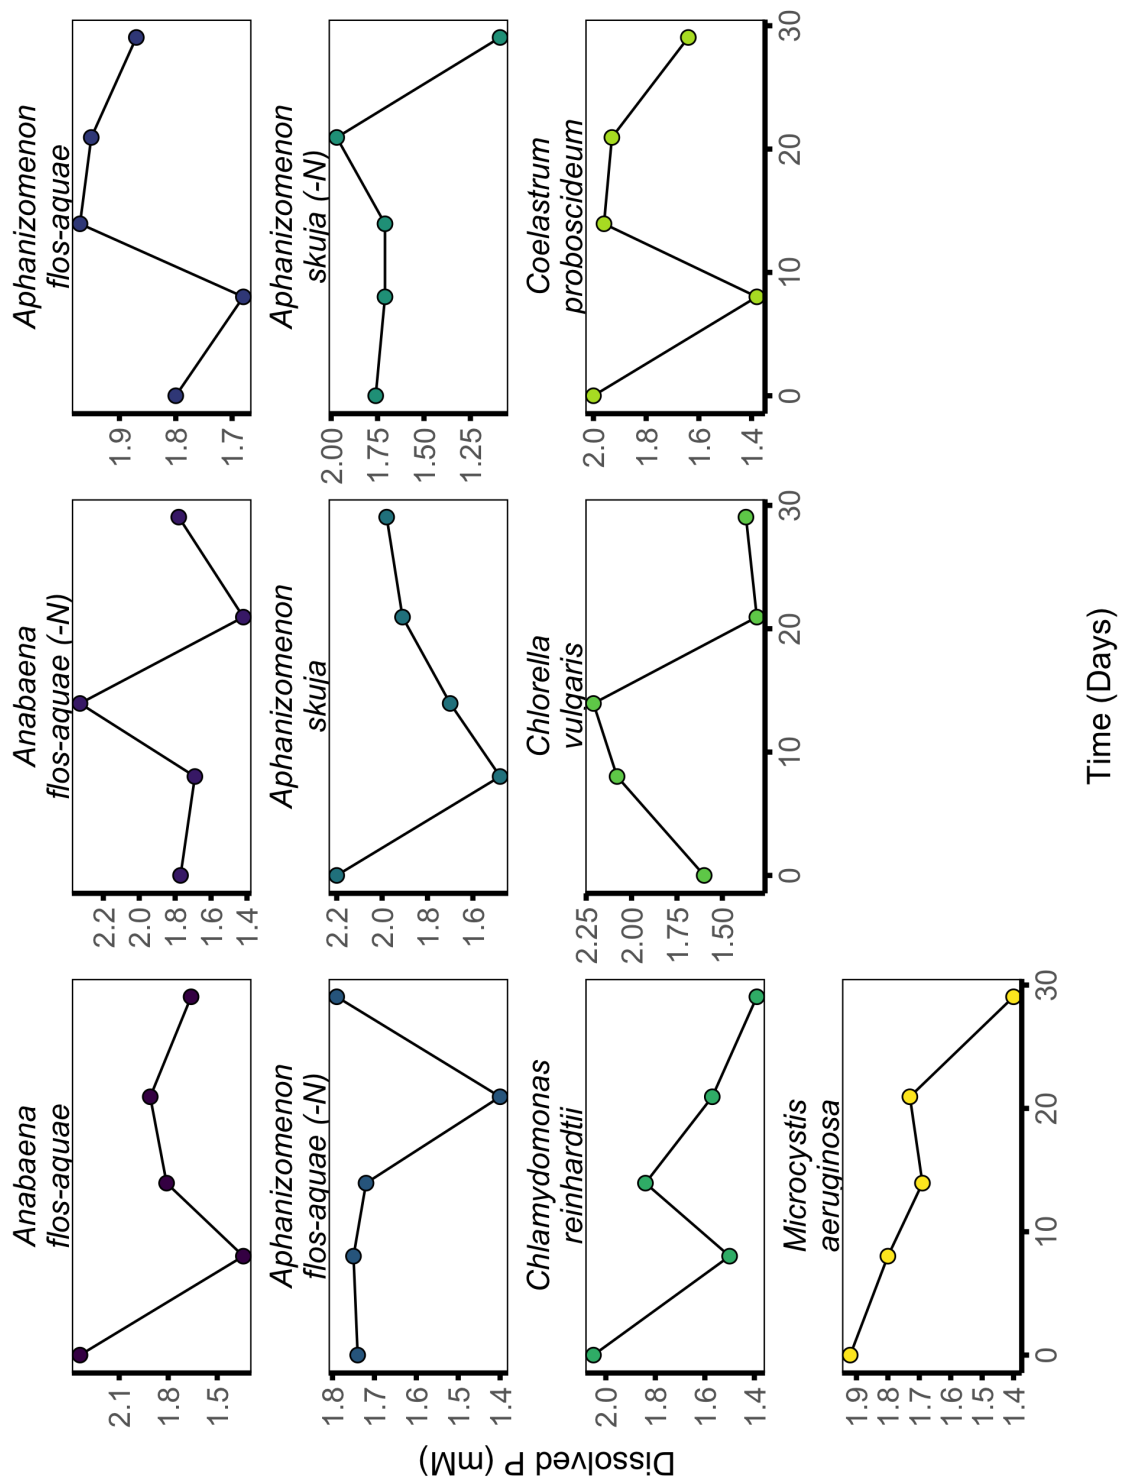 Anabaena
flos-aquae
Anabaena
flos-aquae (-N)
Aphanizomenon
flos-aquae
2.1
1.8
1.5
2.2
2.0
1.8
1.6
1.4
1.9
1.8
1.7
Aphanizomenon
flos-aquae (-N)
Aphanizomenon
skuja
Aphanizomenon
skuja (-N)
1.8
1.7
1.6
1.5
1.4
2.2
2.0
1.8
1.6
2.00
1.75
1.50
1.25
Chlamydomonas
reinhardtii
Chlorella
vulgaris
Coelastrum
proboscideum
2.0
1.8
1.6
1.4
2.25
2.00
1.75
1.50
2.0
1.8
1.6
1.4
0 10 20 30
0 10 20 30
Microcystis
aeruginosa
1.9
1.8
1.7
1.6
1.5
1.4
0 10 20 30
Time (Days)
Dissolved P (mM)